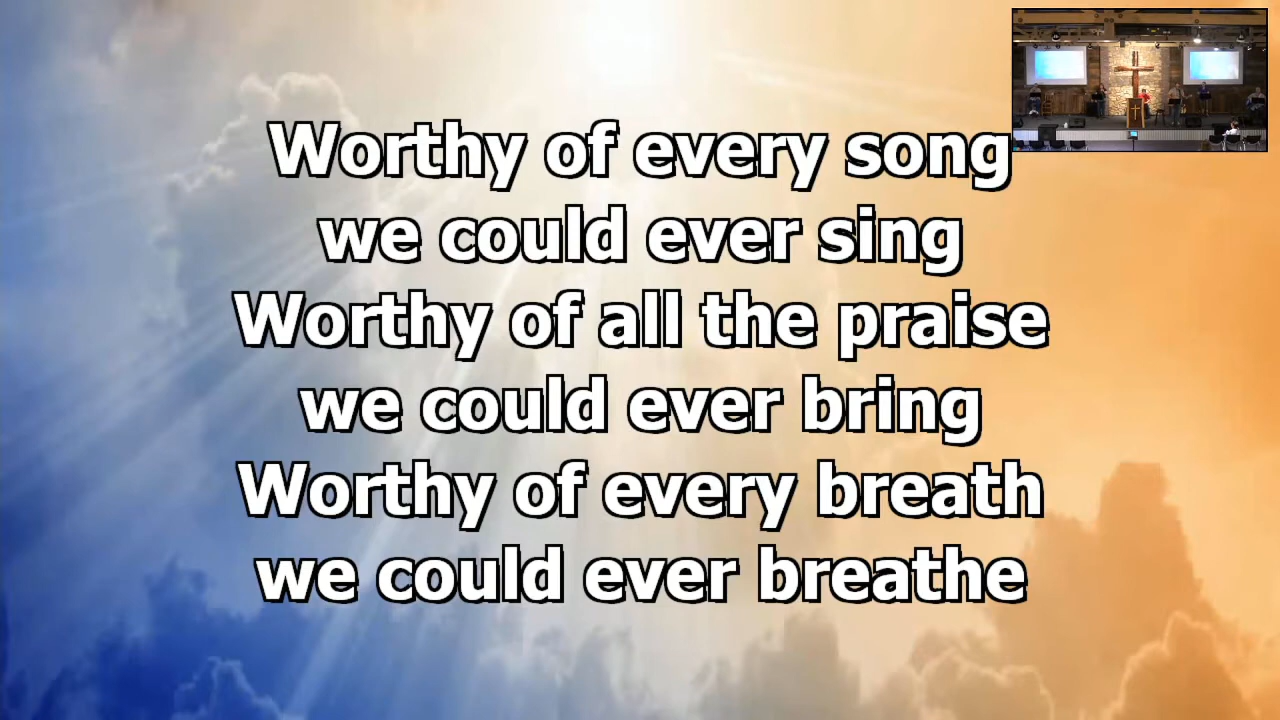 Worthy of every song
we could ever sing
Worthy of all the praise
we could ever bring
Worthy of every breath
we could ever breathe